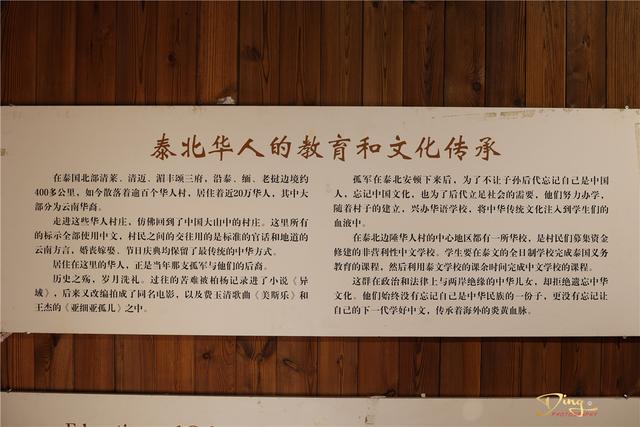 泰北华人的教育和文化传承
在泰国北部清莱、清迈、湄丰颂三府，沿泰、缅、老挝边境约
400多公里，如今散落着逾百个华人村，居住着近20万华人，其中大
部分为云南华裔。
走进这些华人村庄，仿佛回到了中国大山中的村庄。这里所有
的标示全部使用中文，村民之间的交往用的是标准的官话和地道的
云南方言，婚丧嫁娶、节日庆典均保留了最传统的中华方式。
居住在这里的华人，正是当年那支孤军与他们的后裔。
历史之殇，岁月洗礼。过往的苦难被柏杨记录进了小说《异
域》，后来又改编拍成了同名电影，以及费玉清歌曲《美斯乐》和
王杰的《亚细亚孤儿》之中。
孤军在泰北安顿下来后，为了不让子孙后代忘记自己是中国
人，忘记中国文化，也为了后代立足社会的需要，他们努力办学，
随着村子的建立，兴办华语学校，将中华传统文化注入到学生们的
血液中。
在泰北边陲华人村的中心地区都有一所华校，是村民们募集资金
修建的非营利性中文学校。学生要在泰文的全日制学校完成泰国义
务教育的课程，然后利用泰文学校的课余时间完成中文学校的课程。
这群在政治和法律上与两岸绝缘的中华儿女，却拒绝遗忘中华
文化。他们始终没有忘记自己是中华民族的一份子，更没有忘记让
自己的下一代学好中文，传承着海外的炎黄血脉。
Ding
PHOTOGRAPHY